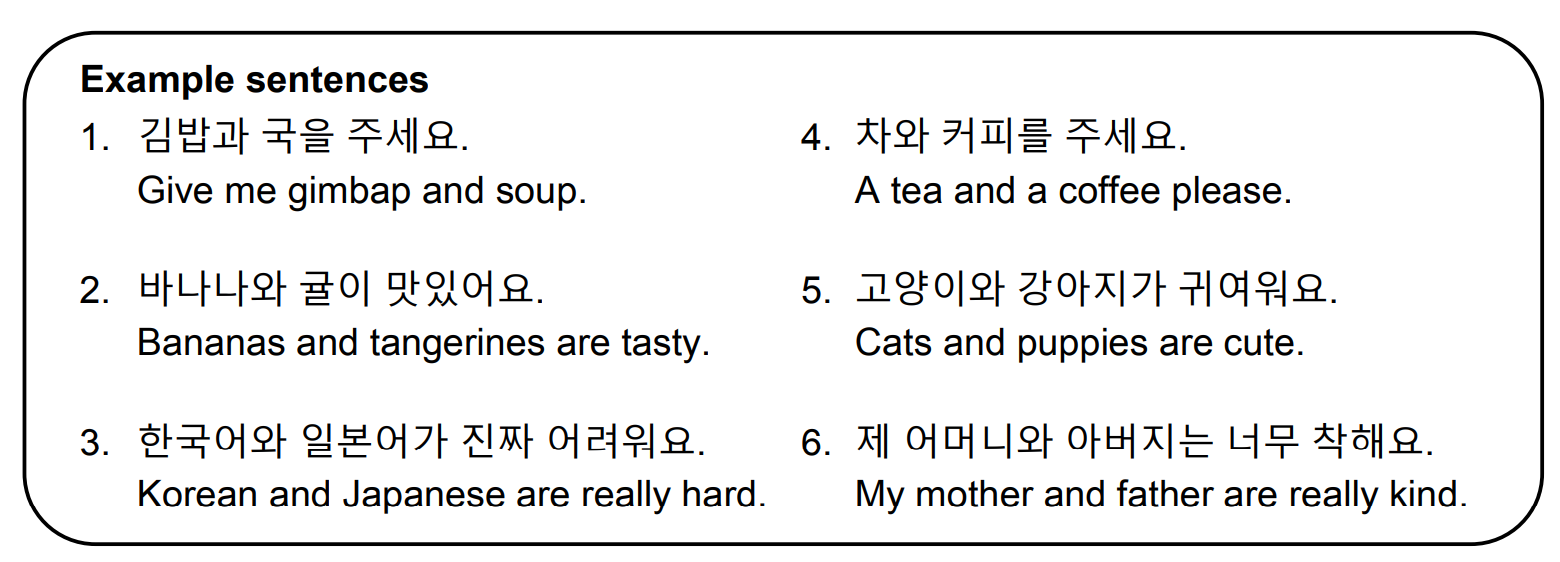 Example sentences
1. 김밥과 국을 주세요.
Give me gimbap and soup.
2. 바나나와 귤이 맛있어요.
Bananas and tangerines are tasty.
3. 한국어와 일본어가 진짜 어려워요.
Korean and Japanese are really hard.
4. 차와 커피를 주세요.
A tea and a coffee please.
5. 고양이와 강아지가 귀여워요.
Cats and puppies are cute.
6. 제 어머니와 아버지는 너무 착해요.
My mother and father are really kind.